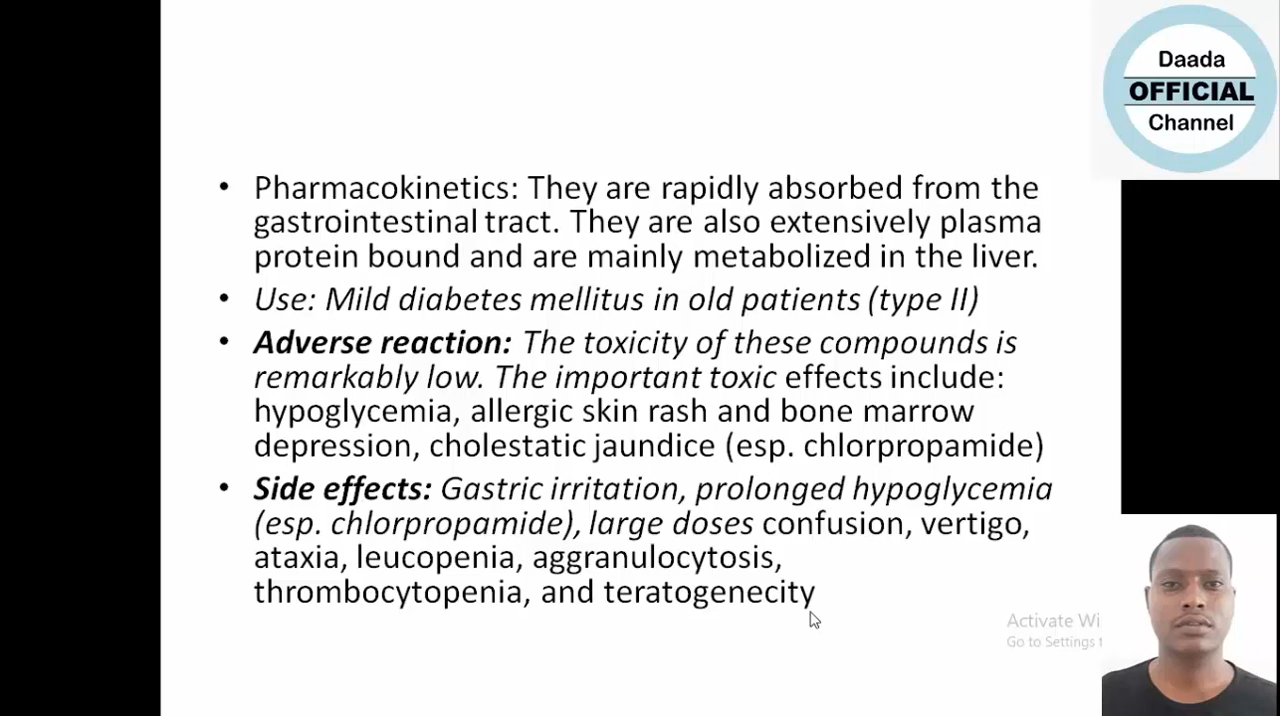 Daada
OFFICIAL
Channel
• Pharmacokinetics: They are rapidly absorbed from the
gastrointestinal tract. They are also extensively plasma
protein bound and are mainly metabolized in the liver.
• Use: Mild diabetes mellitus in old patients (type II)
• Adverse reaction: The toxicity of these compounds is
remarkably low. The important toxic effects include:
hypoglycemia, allergic skin rash and bone marrow
depression, cholestatic jaundice (esp. chlorpropamide)
• Side effects: Gastric irritation, prolonged hypoglycemia
(esp. chlorpropamide), large doses confusion, vertigo,
ataxia, leucopenia, aggranulocytosis,
thrombocytopenia, and teratogenecity
Activate Wi
Go to Settings t